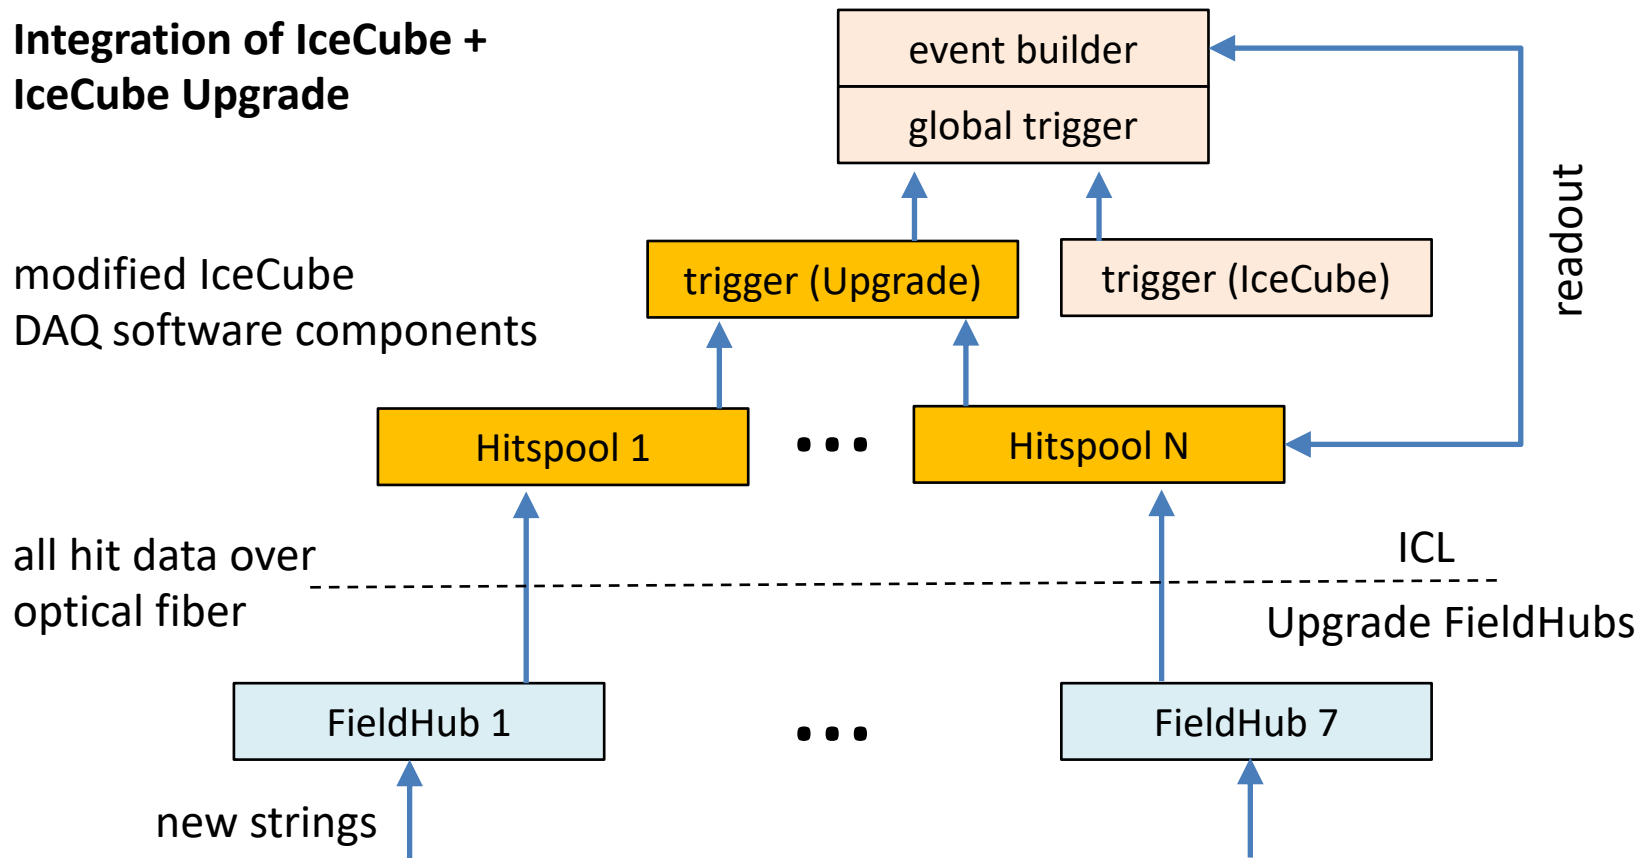 Integration of IceCube +
IceCube Upgrade
event builder
global trigger
readout
modified IceCube
DAQ software components
trigger (Upgrade)
trigger (IceCube)
Hitspool 1
...
Hitspool N
all hit data over
optical fiber
ICL
Upgrade FieldHubs
FieldHub 1
...
FieldHub 7
new strings